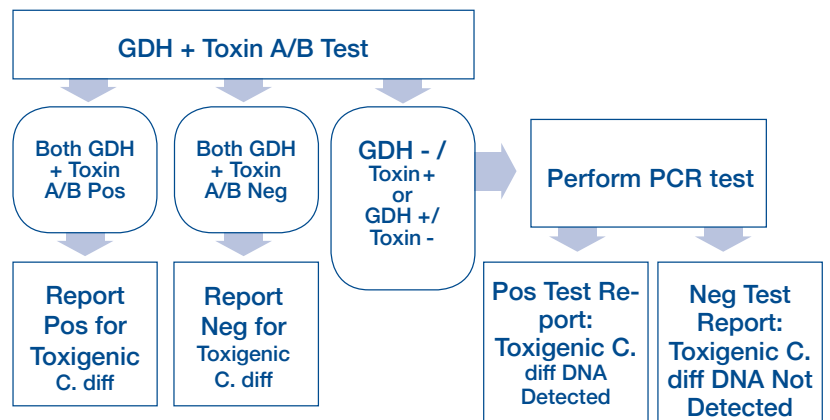 GDH + Toxin A/B Test
Both GDH
+ Toxin
A/B Pos
Both GDH
+ Toxin
A/B Neg
GDH - /
Toxin +
or
GDH +/
Toxin -
Perform PCR test
Report
Pos for
Toxigenic
C. diff
Report
Neg for
Toxigenic
C. diff
Pos Test Re-
port:
Toxigenic C.
diff DNA
Detected
Neg Test
Report:
Toxigenic C.
diff DNA Not
Detected